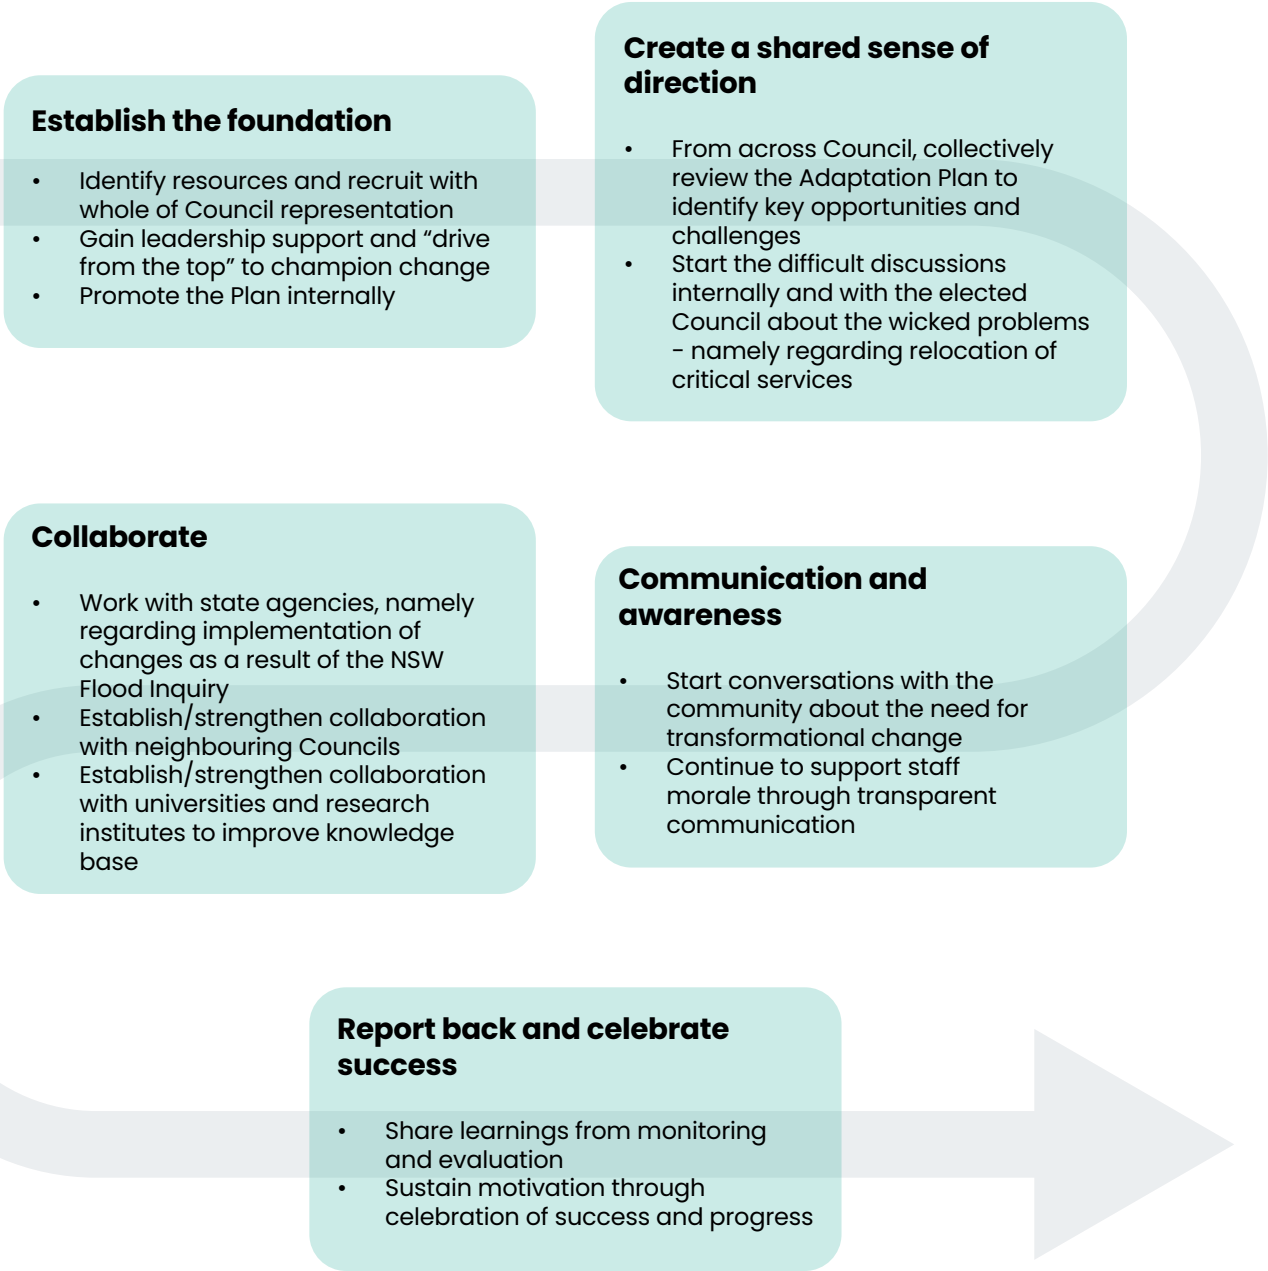 Establish the foundation
• Identify resources and recruit with
whole of Council representation
• Gain leadership support and “drive
from the top” to champion change
• Promote the Plan internally
Create a shared sense of
direction
• From across Council, collectively
review the Adaptation Plan to
identify key opportunities and
challenges
• Start the difficult discussions
internally and with the elected
Council about the wicked problems
- namely regarding relocation of
critical services
Communication and
awareness
• Start conversations with the
community about the need for
transformational change
• Continue to support staff
morale through transparent
communication
Collaborate
• Work with state agencies, namely
regarding implementation of
changes as a result of the NSW
Flood Inquiry
• Establish/strengthen collaboration
with neighbouring Councils
• Establish/strengthen collaboration
with universities and research
institutes to improve knowledge
base
Report back and celebrate
success
• Share learnings from monitoring
and evaluation
• Sustain motivation through
celebration of success and progress